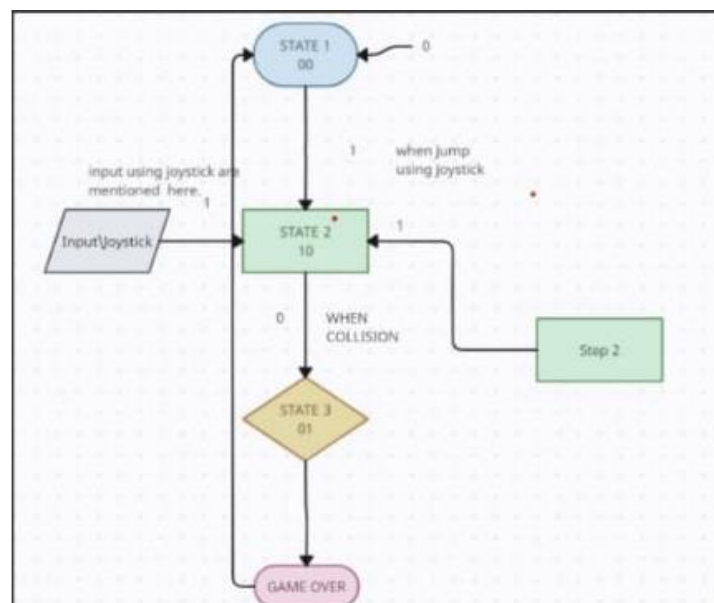 STATE 1
00
0
1
when Jump
using Joystick
input using Joystick are
mentioned here.
1
Input\Joystick
STATE 2
10
1
0
WHEN
COLLISION
Step 2
STATE 3
01
GAME OVER